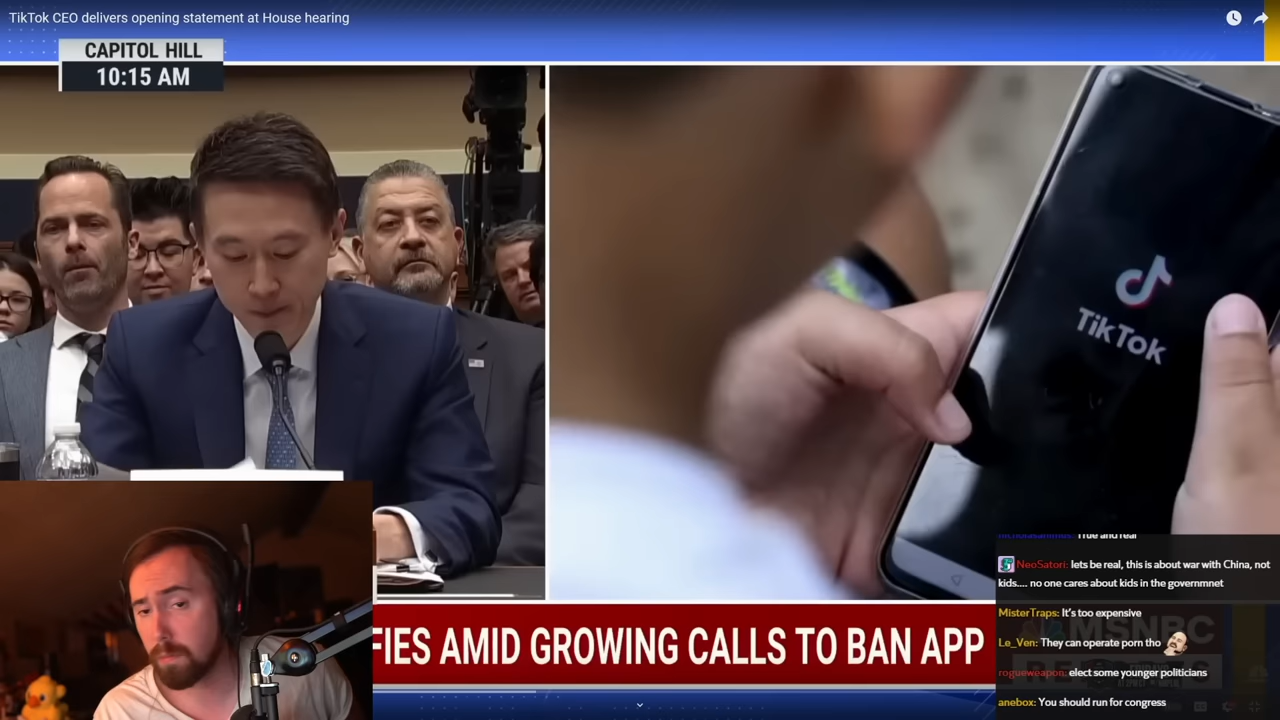 TikTok CEO delivers opening statement at House hearing
CAPITOL HILL
10:15 AM
TikTok
FIES AMID GROWING CALLS TO BAN APP
True and real
NeoSatori: lets be real, this is about war with China, not
kids.... no one cares about kids in the governmnet
MisterTraps: It's too expensive
Le_Ven: They can operate porn tho
rogueweapon: elect some younger politicians
anebox: You should run for congress
MSNBC